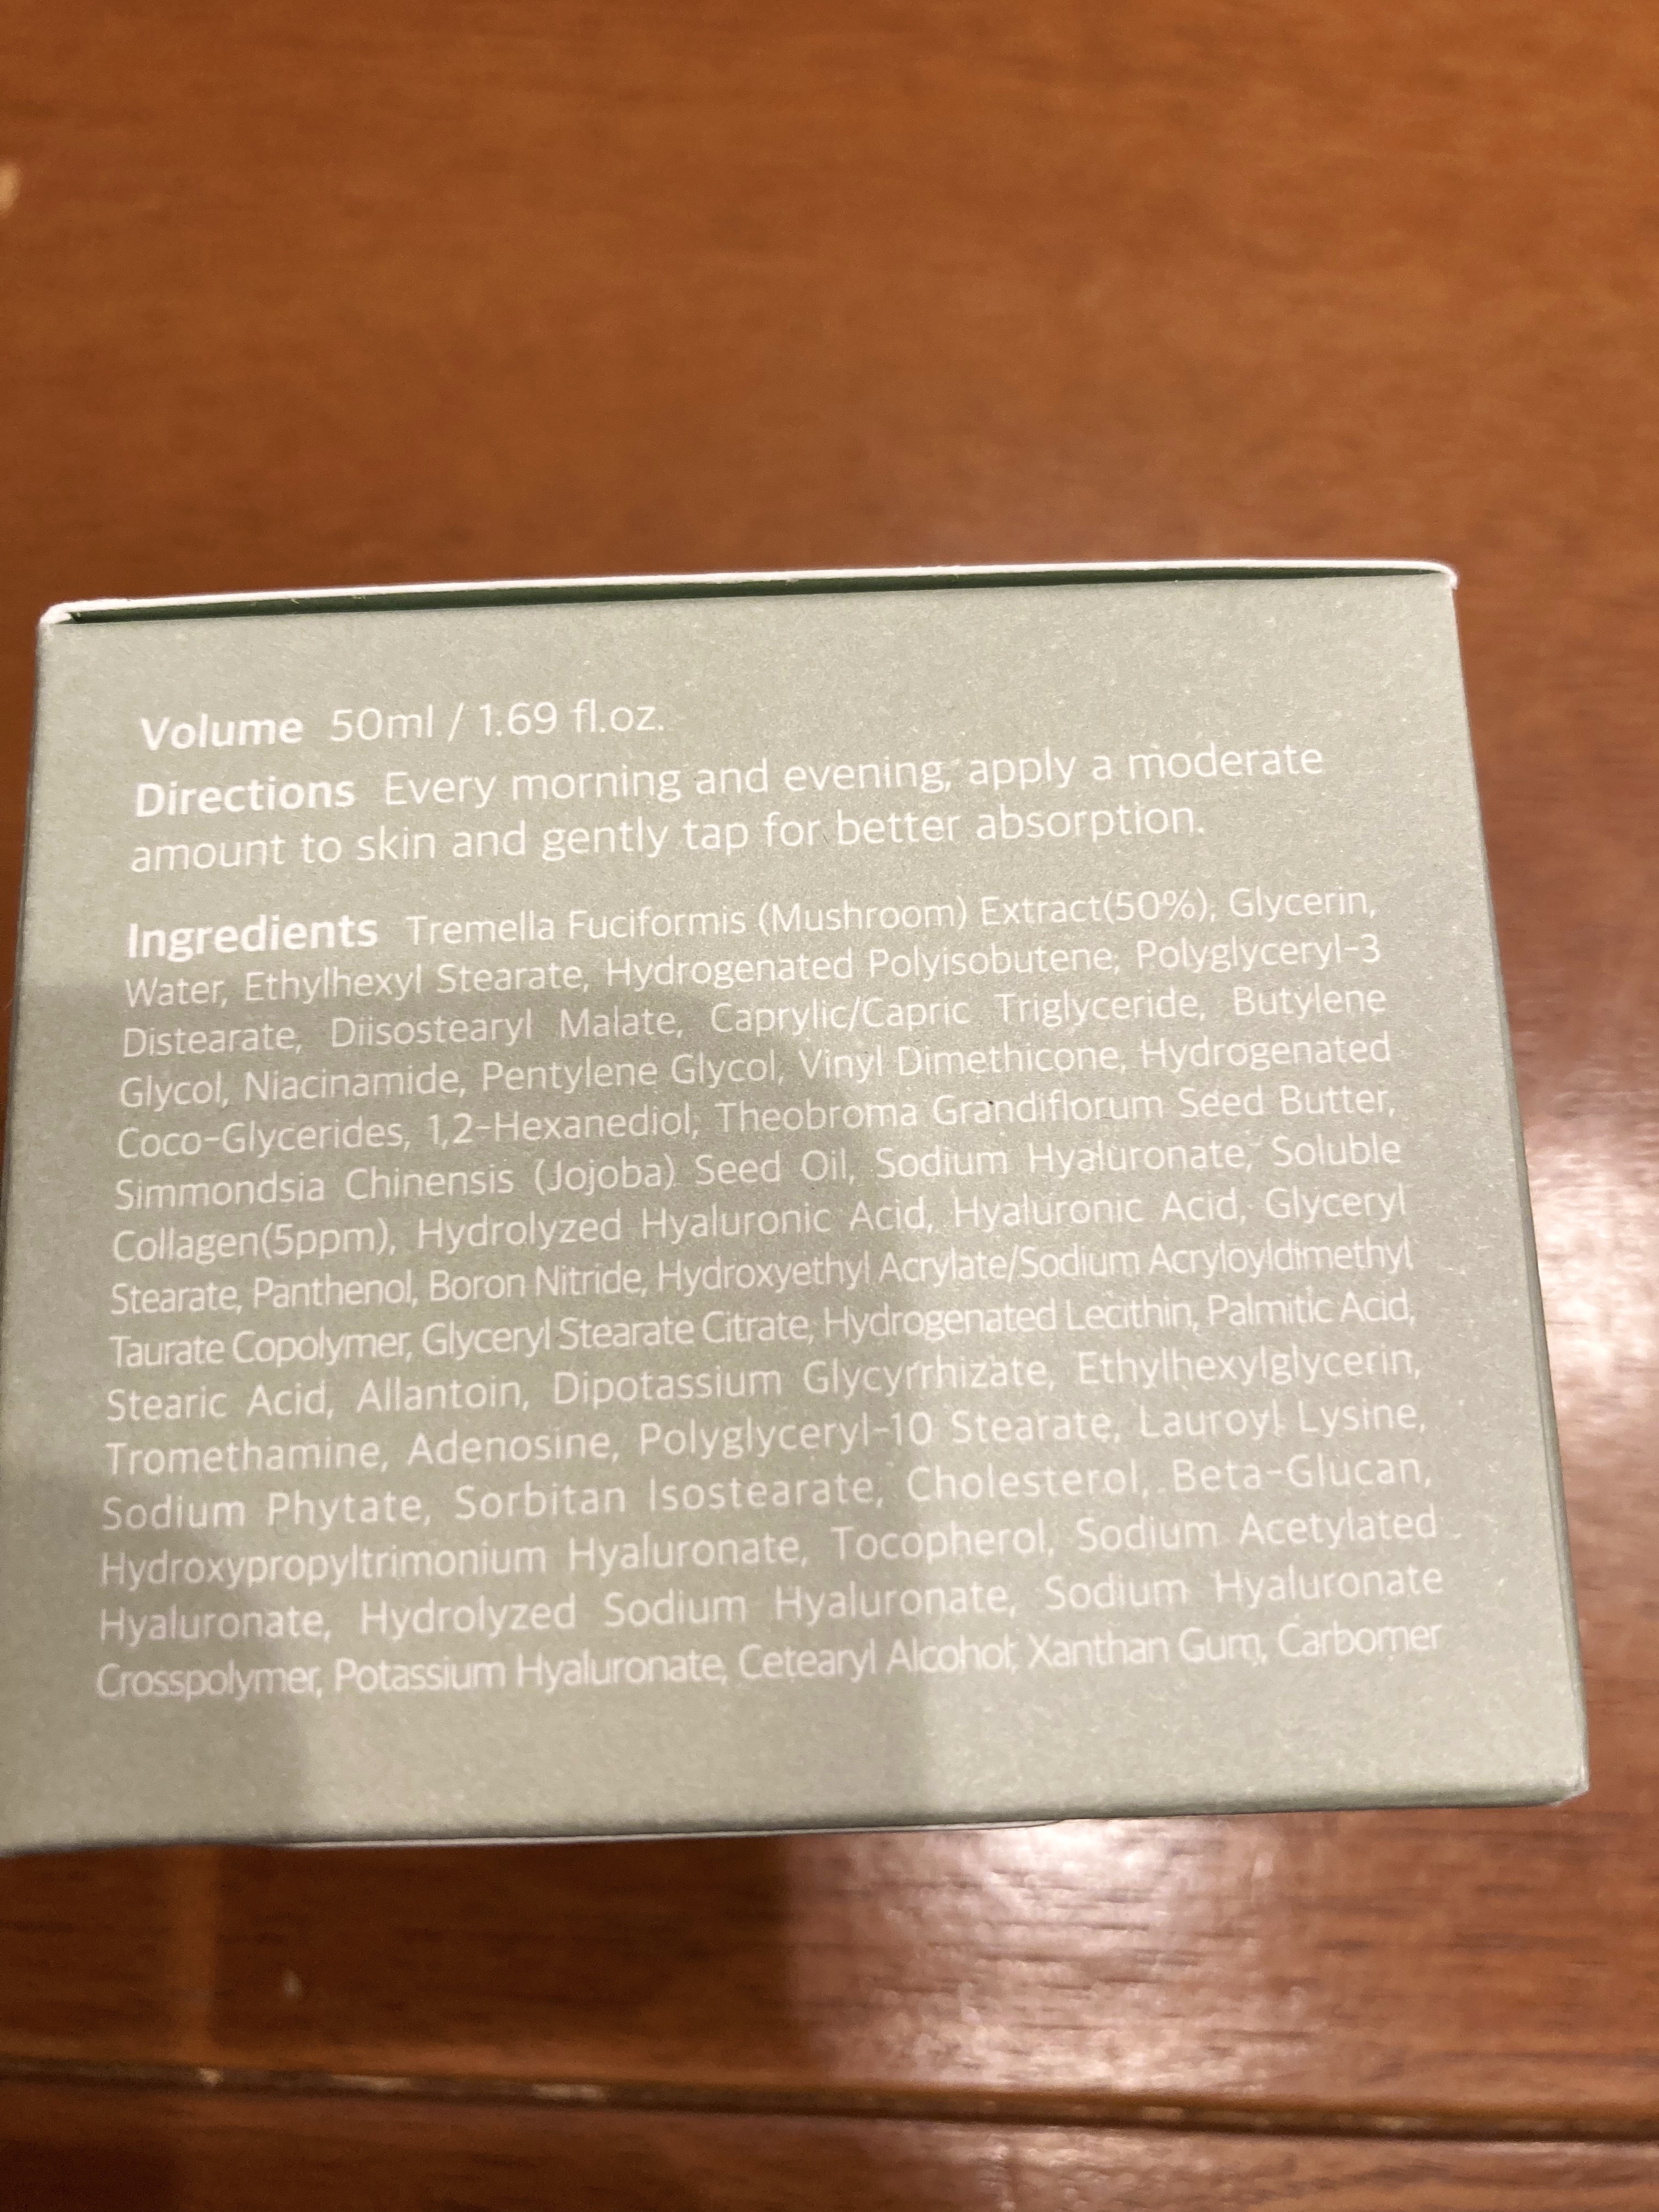 Volume 50ml / 1.69 fl.oz.
Directions Every morning and evening, apply a moderate
amount to skin and gently tap for better absorption.
Ingredients Tremella Fuciformis (Mushroom) Extract(50%), Glycerin,
Water, Ethylhexyl Stearate, Hydrogenated Polyisobutene, Polyglyceryl-3
Distearate, Diisostearyl Malate, Caprylic/Capric Triglyceride, Butylene
Glycol, Niacinamide, Pentylene Glycol, Vinyl Dimethicone, Hydrogenated
Coco-Glycerides, 1,2-Hexanediol, Theobroma Grandiflorum Seed Butter,
Simmondsia Chinensis (Jojoba) Seed Oil, Sodium Hyaluronate, Soluble
Collagen(5ppm), Hydrolyzed Hyaluronic Acid, Hyaluronic Acid, Glyceryl
Stearate, Panthenol, Boron Nitride, Hydroxyethyl Acrylate/Sodium Acryloyldimethyl
Taurate Copolymer, Glyceryl Stearate Citrate, Hydrogenated Lecithin, Palmitic Acid,
Stearic Acid, Allantoin, Dipotassium Glycyrrhizate, Ethylhexylglycerin,
Tromethamine, Adenosine, Polyglyceryl-10 Stearate, Lauroyl Lysine,
Sodium Phytate, Sorbitan Isostearate, Cholesterol, Beta-Glucan,
Hydroxypropyltrimonium Hyaluronate, Tocopherol, Sodium Acetylated
Hyaluronate, Hydrolyzed Sodium Hyaluronate, Sodium Hyaluronate
Crosspolymer, Potassium Hyaluronate, Cetearyl Alcohol, Xanthan Gum, Carbomer